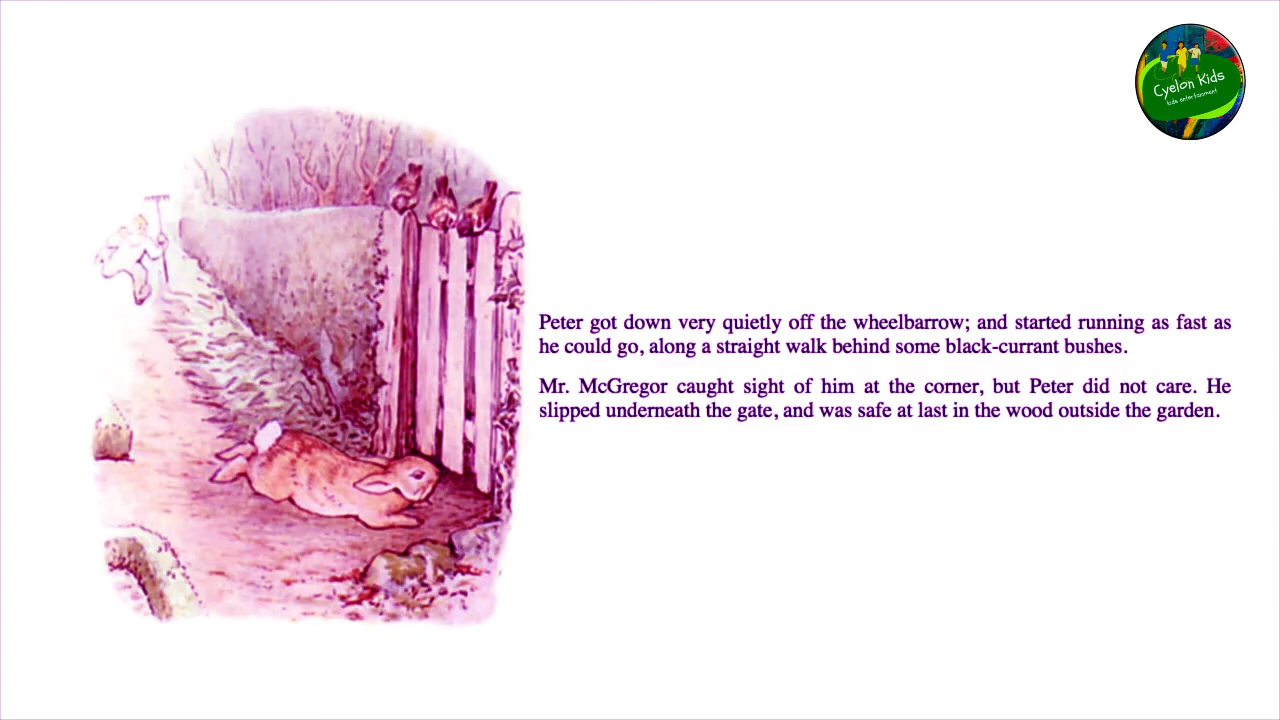 Cyelon Kids
kids entertainment
Peter got down very quietly off the wheelbarrow; and started running as fast as
he could go, along a straight walk behind some black-currant bushes.
Mr. McGregor caught sight of him at the corner, but Peter did not care. He
slipped underneath the gate, and was safe at last in the wood outside the garden.